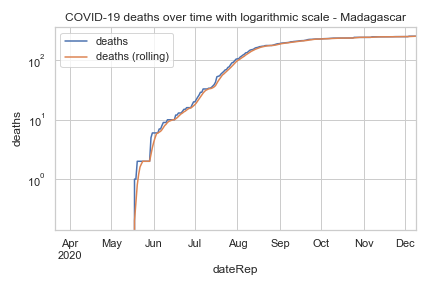 COVID-19 deaths over time with logarithmic scale - Madagascar
deaths
deaths (rolling)
deaths
10²
10¹
10⁰
Apr May Jun Jul Aug Sep Oct Nov Dec
2020
dateRep